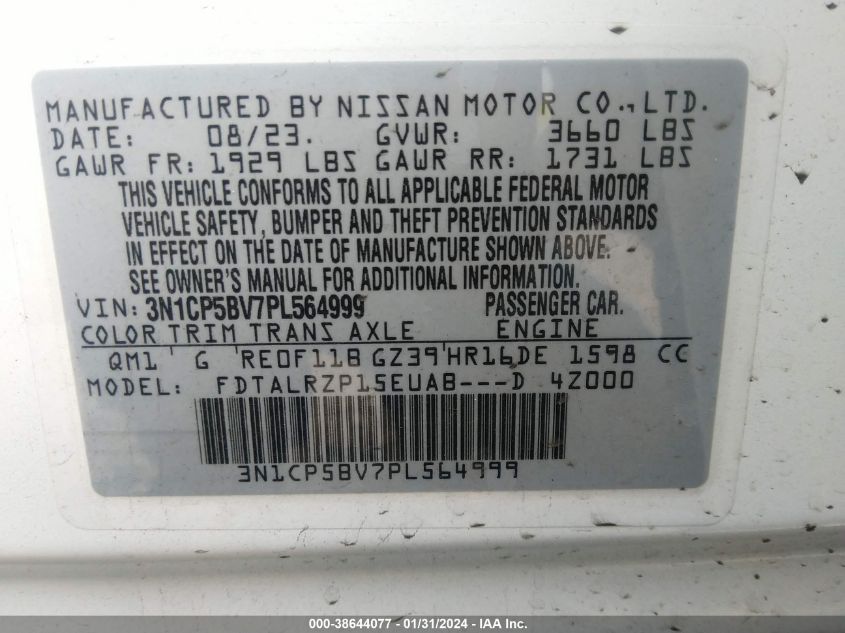 MANUFACTURED BY NISSAN MOTOR CO.,LTD.
DATE: 08/23. GVWR: 3660 LBS
GAWR FR: 1929 LBS GAWR RR: 1731 LBS
THIS VEHICLE CONFORMS TO ALL APPLICABLE FEDERAL MOTOR
VEHICLE SAFETY, BUMPER AND THEFT PREVENTION STANDARDS
IN EFFECT ON THE DATE OF MANUFACTURE SHOWN ABOVE.
SEE OWNER'S MANUAL FOR ADDITIONAL INFORMATION.
VIN: 3N1CP5BV7PL564999 PASSENGER CAR.
COLOR TRIM TRANS AXLE ENGINE
QM1 G RE0F11B GZ39 HR16DE 1598 CC
MODEL: FDTALRZP15EUAB---D 4Z000
3N1CP5BV7PL564999
000-38644077 - 01/31/2024 - IAA Inc.